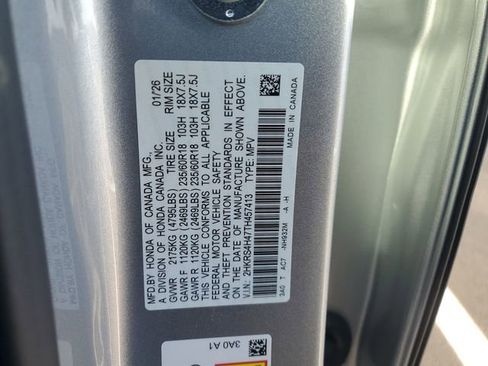 MFD.BY HONDA OF CANADA MFG., 01/26
A DIVISION OF HONDA CANADA INC.
GVWR 2175KG (4795LBS) TIRE SIZE RIM SIZE
GAWR F 1120KG (2469LBS) 235/60R18 103H 18X7.5J
GAWR R 1120KG (2469LBS) 235/60R18 103H 18X7.5J
THIS VEHICLE CONFORMS TO ALL APPLICABLE
FEDERAL MOTOR VEHICLE SAFETY
AND THEFT PREVENTION STANDARDS IN EFFECT
ON THE DATE OF MANUFACTURE SHOWN ABOVE.
V.I.N: 2HKRS4H47TH457413 TYPE: MPV
3A0 T AC7 -NH932M -A -H
MADE IN CANADA
3A0 A1